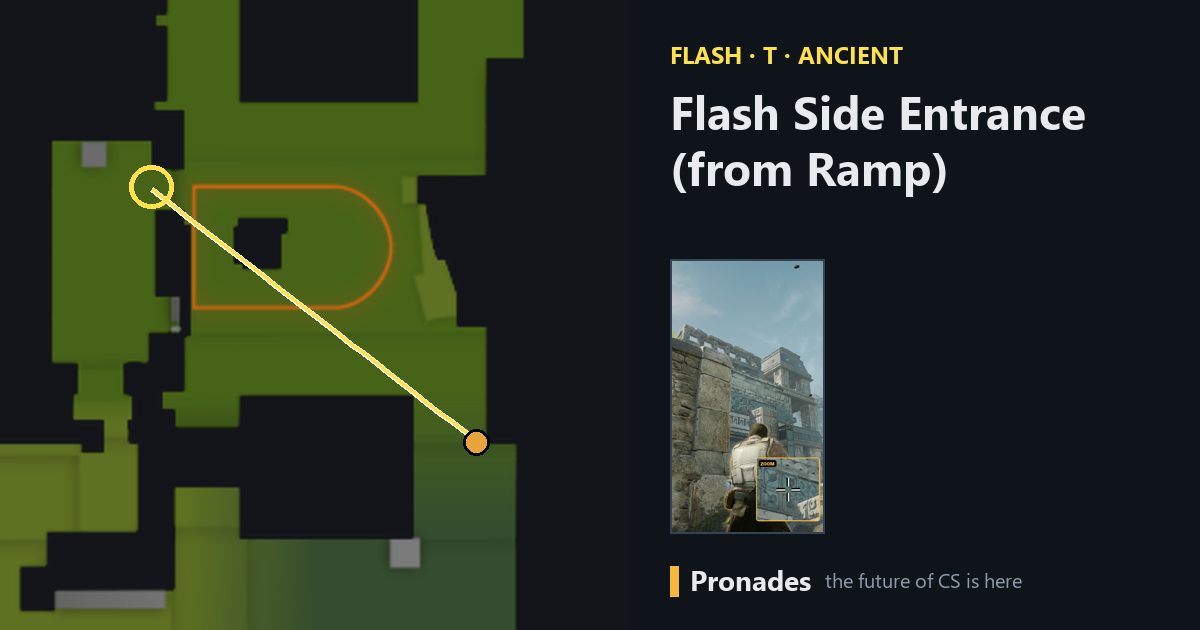 FLASH · T · ANCIENT
Flash Side Entrance
(from Ramp)
ZOOM
Pronades the future of CS is here